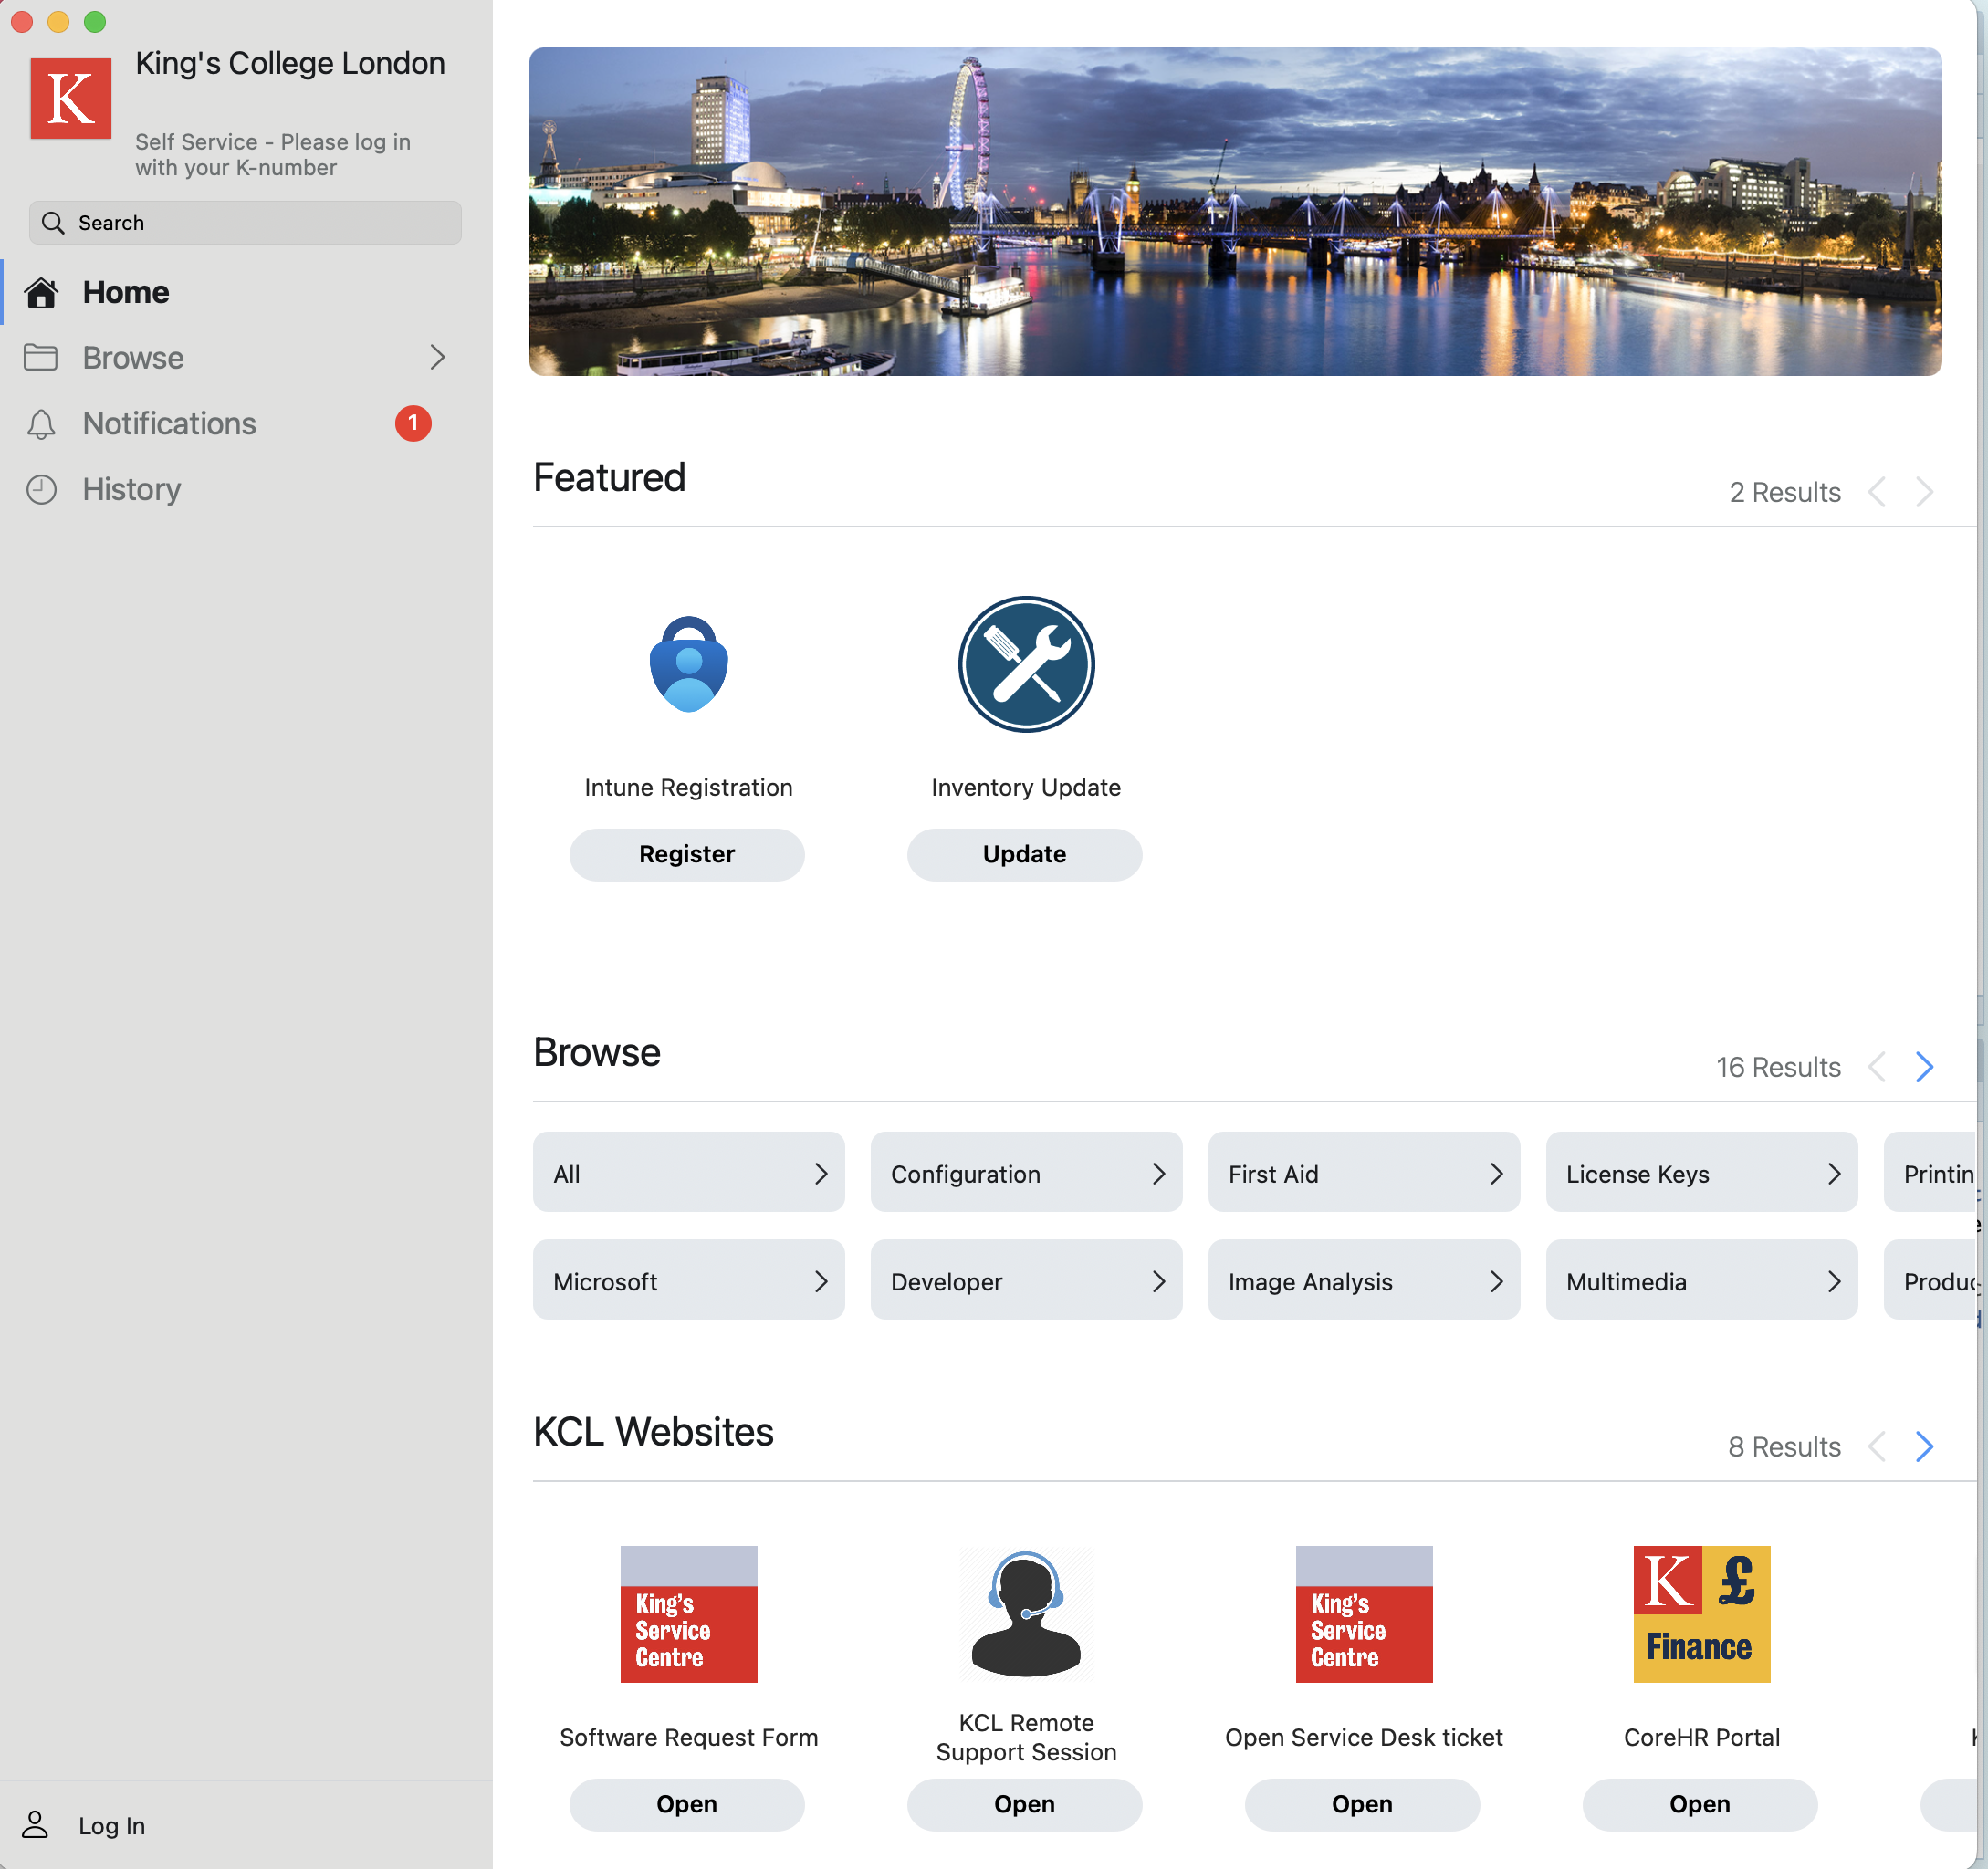 King's College London
K
Self Service - Please log in
with your K-number
Search
Home
Browse
Notifications
1
History
Log In
Featured
2 Results
Intune Registration
Inventory Update
Register
Update
Browse
16 Results
All
Configuration
First Aid
License Keys
Printin
Microsoft
Developer
Image Analysis
Multimedia
Produc
KCL Websites
8 Results
King's
Service
Centre
King's
Service
Centre
K £
Finance
Software Request Form
KCL Remote
Support Session
Open Service Desk ticket
CoreHR Portal
Open
Open
Open
Open